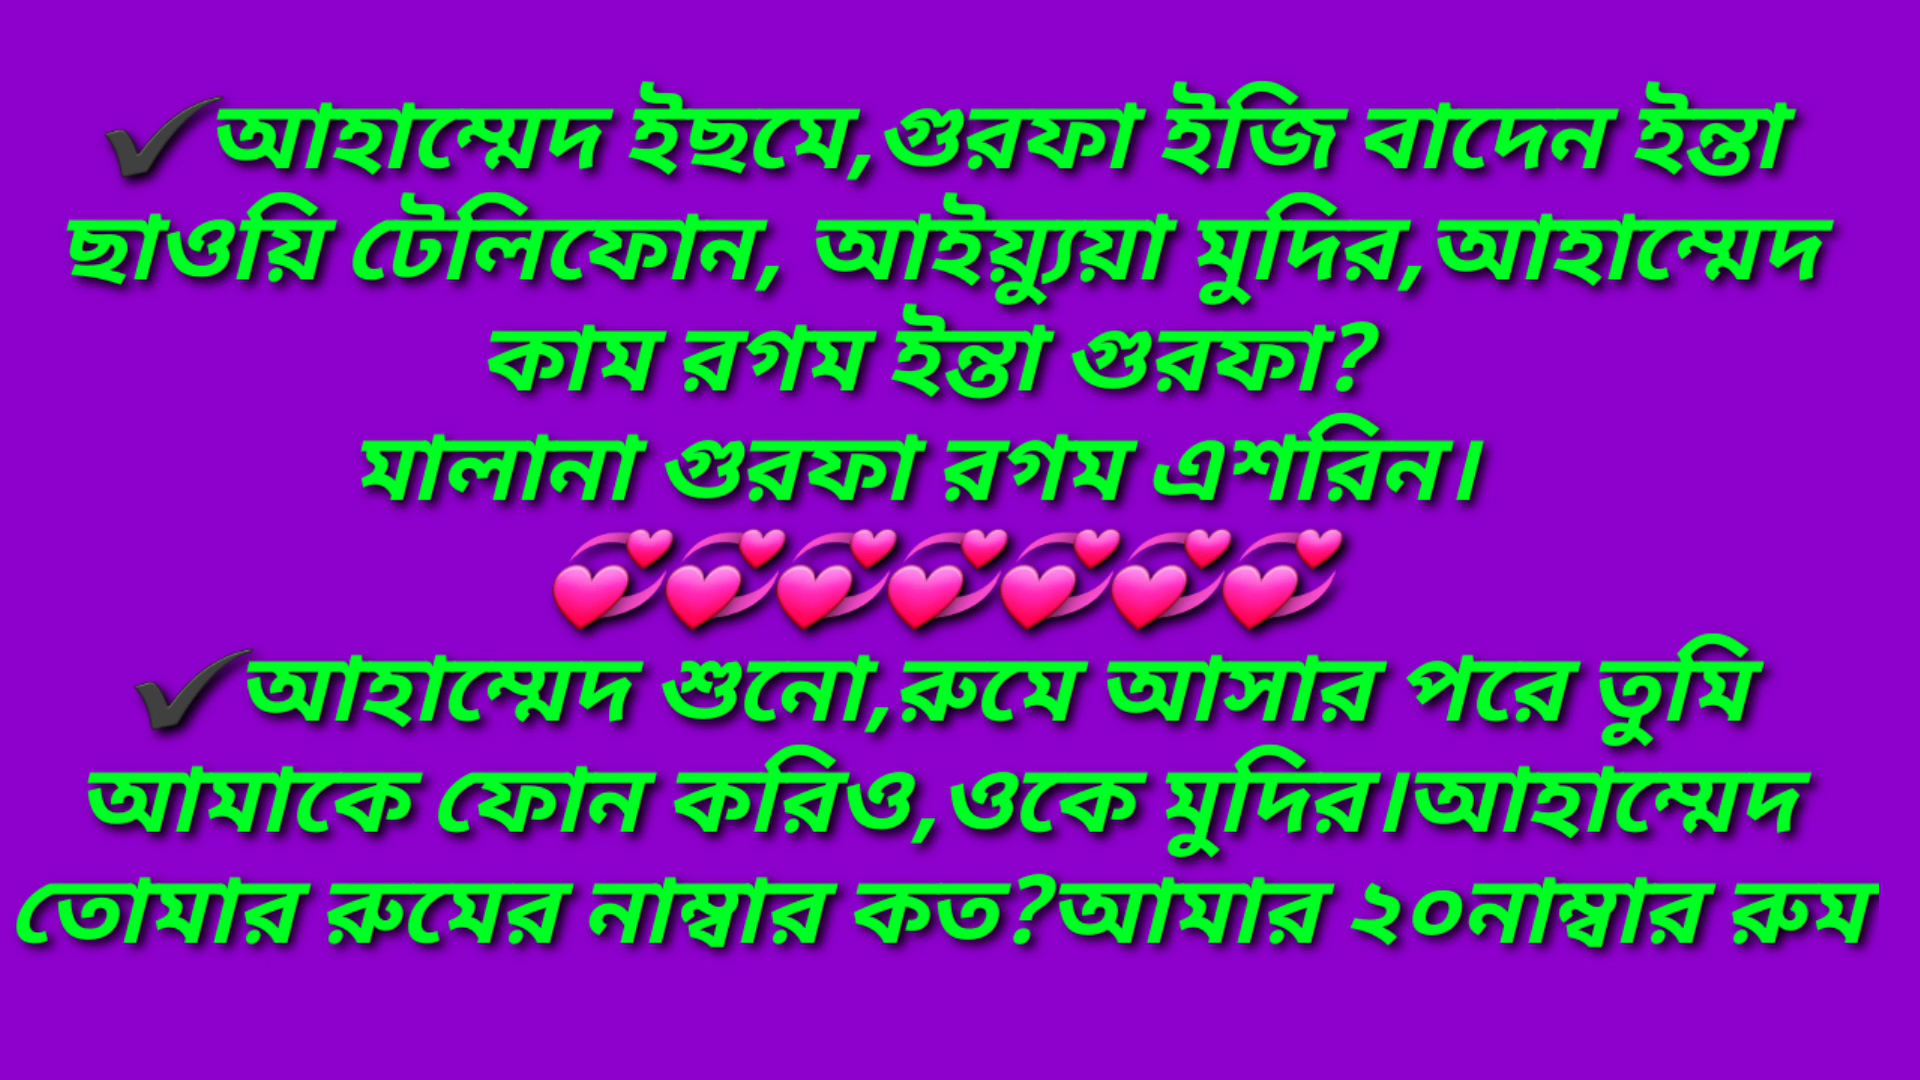 ✔আহাম্মেদ ইছমে,গুরফা ইজি বাদেন ইন্তা
ছাওয়ি টেলিফোন, আইয়্যুয়া মুদির,আহাম্মেদ
কাম রগম ইন্তা গুরফা?
মালানা গুরফা রগম এশরিন।
💞💞💞💞💞💞💞
✔আহাম্মেদ শুনো,রুমে আসার পরে তুমি
আমাকে ফোন করিও,ওকে মুদির।আহাম্মেদ
তোমার রুমের নাম্বার কত?আমার ২০নাম্বার রুম